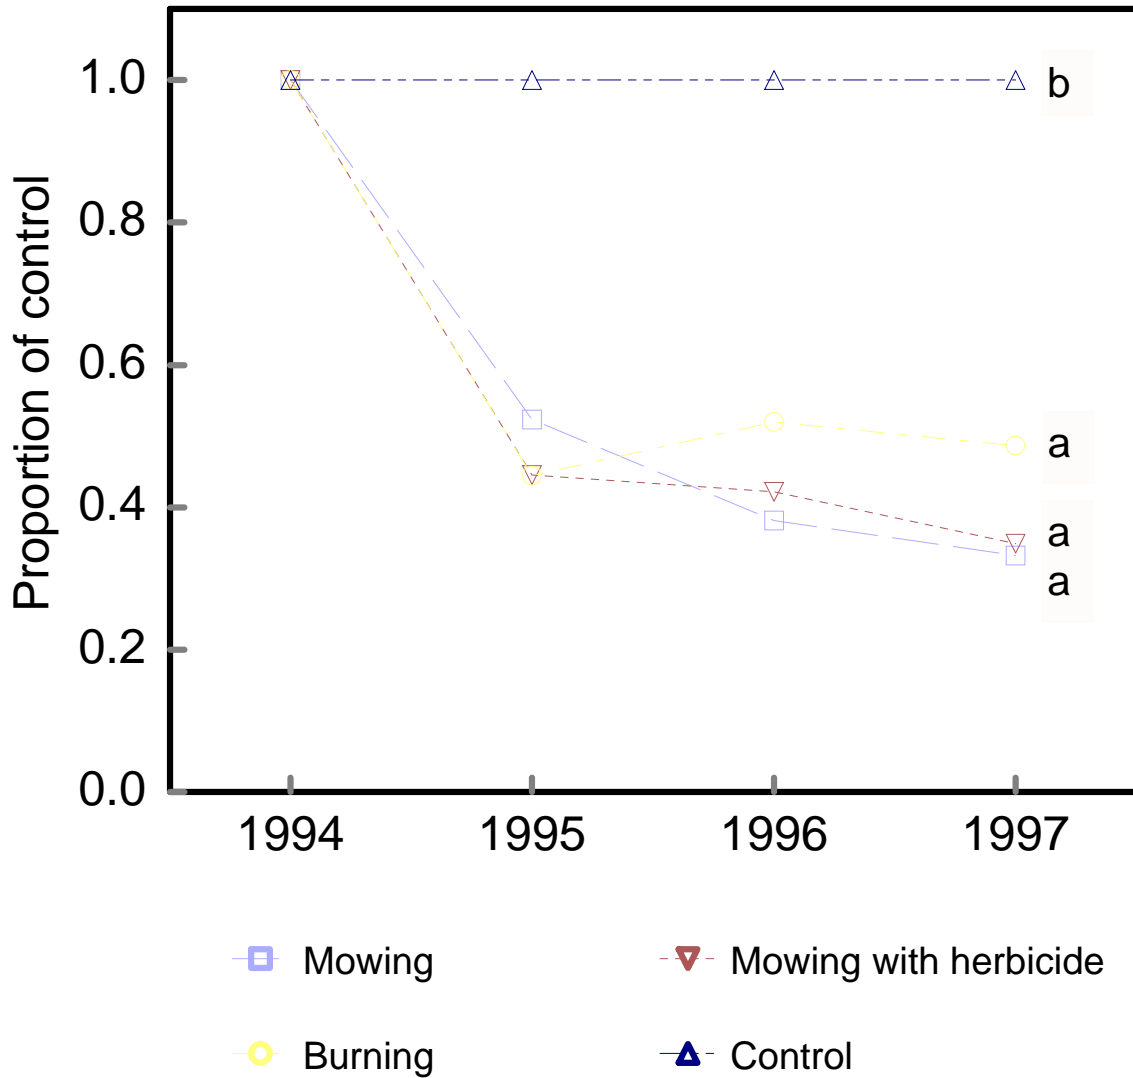 Proportion of control
1.0
0.8
0.6
0.4
0.2
0.0
b
a
a
a
1994 1995 1996 1997
Mowing Mowing with herbicide
Burning Control